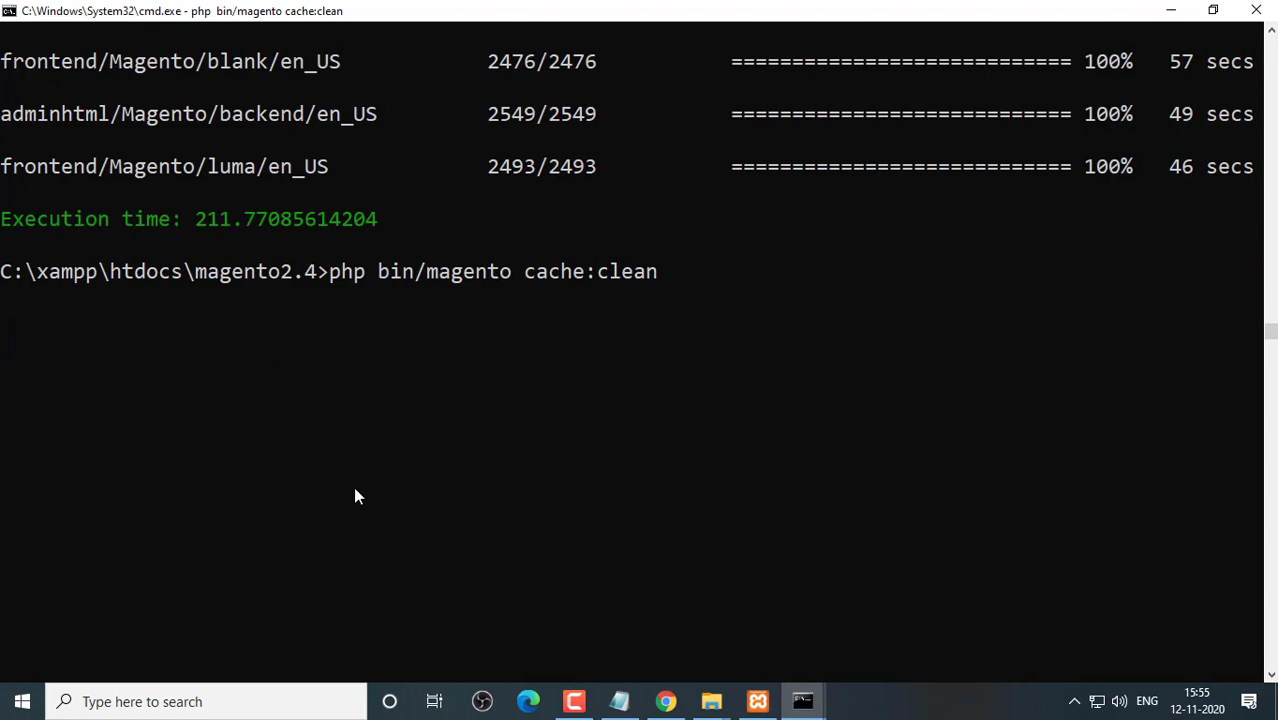 C:\Windows\System32\cmd.exe - php bin/magento cache:clean
frontend/Magento/blank/en_US 2476/2476 ============================ 100% 57 secs
adminhtml/Magento/backend/en_US 2549/2549 ============================ 100% 49 secs
frontend/Magento/luma/en_US 2493/2493 ============================ 100% 46 secs
Execution time: 211.77085614204
C:\xampp\htdocs\magento2.4>php bin/magento cache:clean
Type here to search
ENG
15:55
12-11-2020